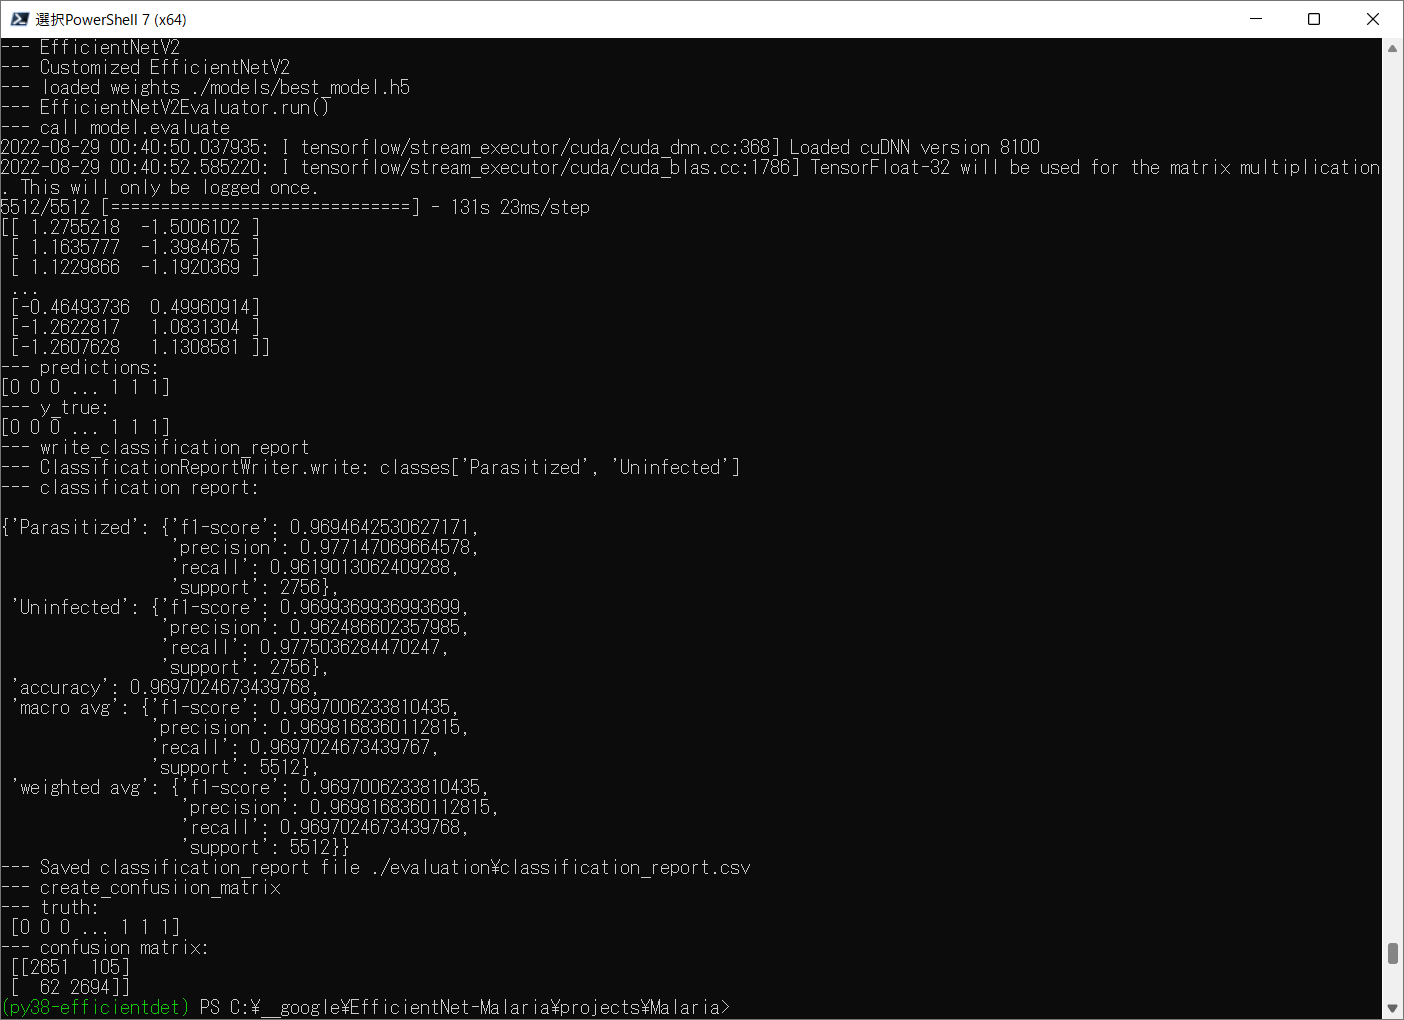 選択PowerShell 7 (x64)
--- EfficientNetV2
--- Customized EfficientNetV2
--- loaded weights ./models/best_model.h5
--- EfficientNetV2Evaluator.run()
--- call model.evaluate
2022-08-29 00:40:50.037935: I tensorflow/stream_executor/cuda/cuda_dnn.cc:368] Loaded cuDNN version 8100
2022-08-29 00:40:52.585220: I tensorflow/stream_executor/cuda/cuda_blas.cc:1786] TensorFloat-32 will be used for the matrix multiplication
. This will only be logged once.
5512/5512 [==============================] - 131s 23ms/step
[[ 1.2755218  -1.5006102 ]
 [ 1.1635777  -1.3984675 ]
 [ 1.1229866  -1.1920369 ]
 ...
 [-0.46493736  0.49960914]
 [-1.2622817   1.0831304 ]
 [-1.2607628   1.1308581 ]]
--- predictions:
[0 0 0 ... 1 1 1]
--- y_true:
[0 0 0 ... 1 1 1]
--- write_classification_report
--- ClassificationReportWriter.write: classes['Parasitized', 'Uninfected']
--- classification report:
{'Parasitized': {'f1-score': 0.9694642530627171,
                 'precision': 0.977147069664578,
                 'recall': 0.9619013062409288,
                 'support': 2756},
 'Uninfected': {'f1-score': 0.9699369936993699,
                'precision': 0.962486602357985,
                'recall': 0.9775036284470247,
                'support': 2756},
 'accuracy': 0.9697024673439768,
 'macro avg': {'f1-score': 0.9697006233810435,
               'precision': 0.9698168360112815,
               'recall': 0.9697024673439767,
               'support': 5512},
 'weighted avg': {'f1-score': 0.9697006233810435,
                  'precision': 0.9698168360112815,
                  'recall': 0.9697024673439768,
                  'support': 5512}}
--- Saved classification_report file ./evaluation¥classification_report.csv
--- create_confusiion_matrix
--- truth:
 [0 0 0 ... 1 1 1]
--- confusion matrix:
 [[2651  105]
 [  62 2694]]
(py38-efficientdet) PS C:¥__google¥EfficientNet-Malaria¥projects¥Malaria>